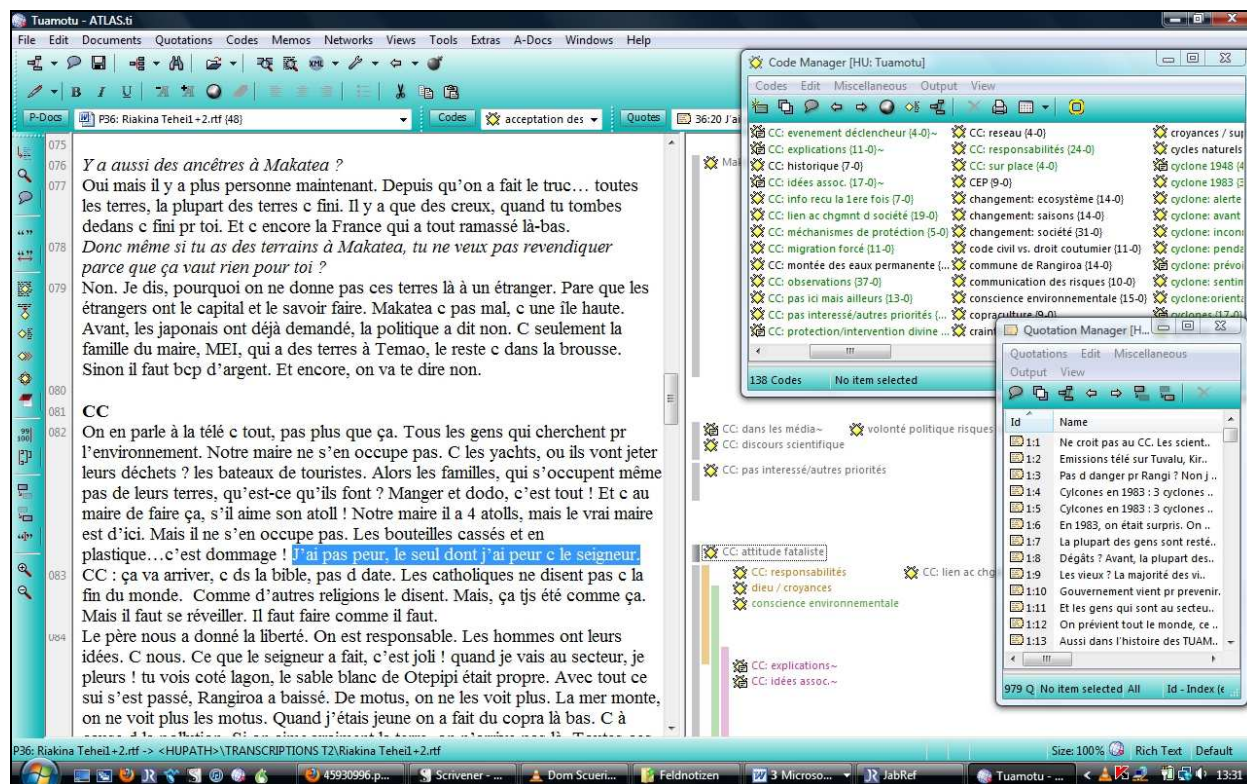 Tuamotu - ATLAS.ti
File Edit Documents Quotations Codes Memos Networks Views Tools Extras A-Docs Windows Help
P-Docs P36: Riakina Tehei1+2.rtf {48} Codes acceptation des Quotes 36:20 J'ai
075
076 Y a aussi des ancêtres à Makatea ?
077 Oui mais il y a plus personne maintenant. Depuis qu'on a fait le truc… toutes
les terres, la plupart des terres c fini. Il y a que des creux, quand tu tombes
dedans c fini pr toi. Et c encore la France qui a tout ramassé là-bas.
078 Donc même si tu as des terrains à Makatea, tu ne veux pas revendiquer
parce que ça vaut rien pour toi ?
079 Non. Je dis, pourquoi on ne donne pas ces terres là à un étranger. Pare que les
étrangers ont le capital et le savoir faire. Makatea c pas mal, c une île haute.
Avant, les japonais ont déjà demandé, la politique a dit non. C seulement la
famille du maire, MEI, qui a des terres à Temao, le reste c dans la brousse.
Sinon il faut bcp d'argent. Et encore, on va te dire non.
080
081 CC
082 On en parle à la télé c tout, pas plus que ça. Tous les gens qui cherchent pr
l'environnement. Notre maire ne s'en occupe pas. C les yachts, ou ils vont jeter
leurs déchets ? les bateaux de touristes. Alors les familles, qui s'occupent même
pas de leurs terres, qu'est-ce qu'ils font ? Manger et dodo, c'est tout ! Et c au
maire de faire ça, s'il aime son atoll ! Notre maire il a 4 atolls, mais le vrai maire
est d'ici. Mais il ne s'en occupe pas. Les bouteilles cassés et en
plastique…c'est dommage ! J'ai pas peur, le seul dont j'ai peur c le seigneur.
083 CC : ça va arriver, c ds la bible, pas d date. Les catholiques ne disent pas c la
fin du monde. Comme d'autres religions le disent. Mais, ça tjs été comme ça.
Mais il faut se réveiller. Il faut faire comme il faut.
084 Le père nous a donné la liberté. On est responsable. Les hommes ont leurs
idées. C nous. Ce que le seigneur a fait, c'est joli ! quand je vais au secteur, je
pleurs ! tu vois coté lagon, le sable blanc de Otepipi était propre. Avec tout ce
sui s'est passé, Rangiroa a baissé. De motus, on ne les voit plus. La mer monte,
on ne voit plus les motus. Quand j'étais jeune on a fait du copra là bas. C à
Mak
CC: dans les média~ volonté politique risques
CC: discours scientifique
CC: pas interessé/autres priorités
CC: attitude fataliste
CC: responsabilités CC: lien ac chg
dieu / croyances
conscience environnementale
CC: explications~
CC: idées assoc.~
Code Manager [HU: Tuamotu]
Codes Edit Miscellaneous Output View
CC: evenement déclencheur {4-0}~ CC: reseau {4-0} croyances / su
CC: explications {11-0}~ CC: responsabilités {24-0} cycles naturels
CC: historique {7-0} CC: sur place {4-0} cyclone 1948 {4
CC: idées assoc. {17-0}~ CEP {9-0} cyclone 1983 {3
CC: info recu la 1ere fois {7-0} changement: ecosystème {14-0} cyclone: alerte
CC: lien ac chgmnt d société {19-0} changement: saisons {14-0} cyclone: avant
CC: méchanismes de protéction {5-0} changement: société {31-0} cyclone: incon
CC: migration forcé {11-0} code civil vs. droit coutumier {11-0} cyclone: penda
CC: montée des eaux permanente {... commune de Rangiroa {14-0} cyclone: prévoi
CC: observations {37-0} communication des risques {10-0} cyclone: sentim
CC: pas ici mais ailleurs {13-0} conscience environnementale {15-0} cyclone:orienta
CC: pas interessé/autres priorités {... copraculture {9-0} cyclones {17-0}
CC: protection/intervention divine ... craint
138 Codes No item selected
Quotation Manager [H...
Quotations Edit Miscellaneous
Output View
Id Name
1:1 Ne croit pas au CC. Les scient..
1:2 Emissions télé sur Tuvalu, Kir..
1:3 Pas d danger pr Rangi ? Non j ..
1:4 Cylcones en 1983 : 3 cyclones ..
1:5 Cyclones en 1983 : 3 cyclones ..
1:6 En 1983, on était surpris. On ..
1:7 La plupart des gens sont resté..
1:8 Dégâts ? Avant, la plupart des..
1:9 Les vieux ? La majorité des vi..
1:10 Gouvernement vient pr prevenir.
1:11 Et les gens qui sont au secteu..
1:12 On prévient tout le monde, ce ..
1:13 Aussi dans l'histoire des TUAM..
979 Q No item selected All Id - Index (e
P36: Riakina Tehei1+2.rtf -> <HUPATH>\TRANSCRIPTIONS T2\Riakina Tehei1+2.rtf
Size: 100% Rich Text Default
45930996.p... Scrivener - ... Dom Scueri... Feldnotizen 3 Microso... JabRef Tuamotu - ... 13:31